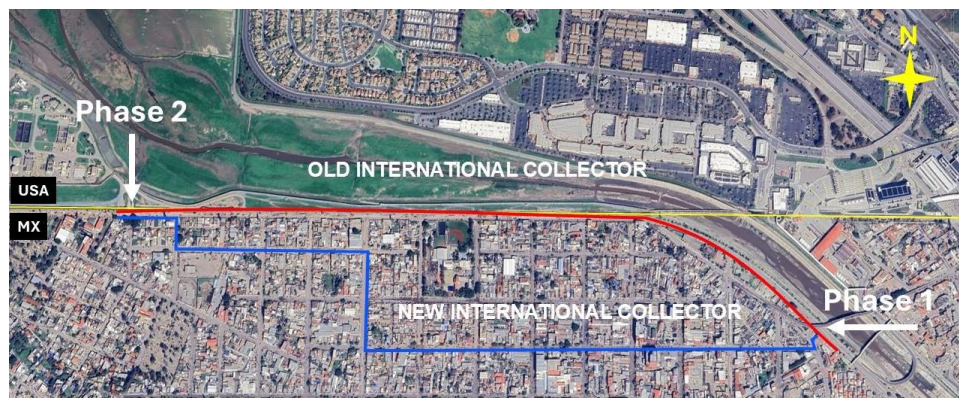 N
Phase 2
OLD INTERNATIONAL COLLECTOR
USA
MX
Phase 1
NEW INTERNATIONAL COLLECTOR